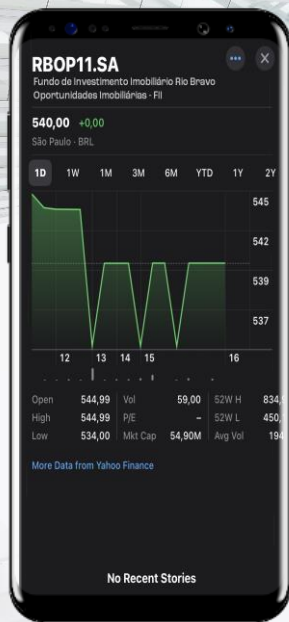 RBOP11.SA
Fundo de Investimento Imobiliário Rio Bravo
Oportunidades Imobiliárias - FII
540,00 +0,00
São Paulo · BRL
1D 1W 1M 3M 6M YTD 1Y 2Y
545
542
539
537
12 13 14 15 16
Open 544,99 Vol 59,00 52W H 834,
High 544,99 P/E – 52W L 450,
Low 534,00 Mkt Cap 54,90M Avg Vol 194
More Data from Yahoo Finance
No Recent Stories